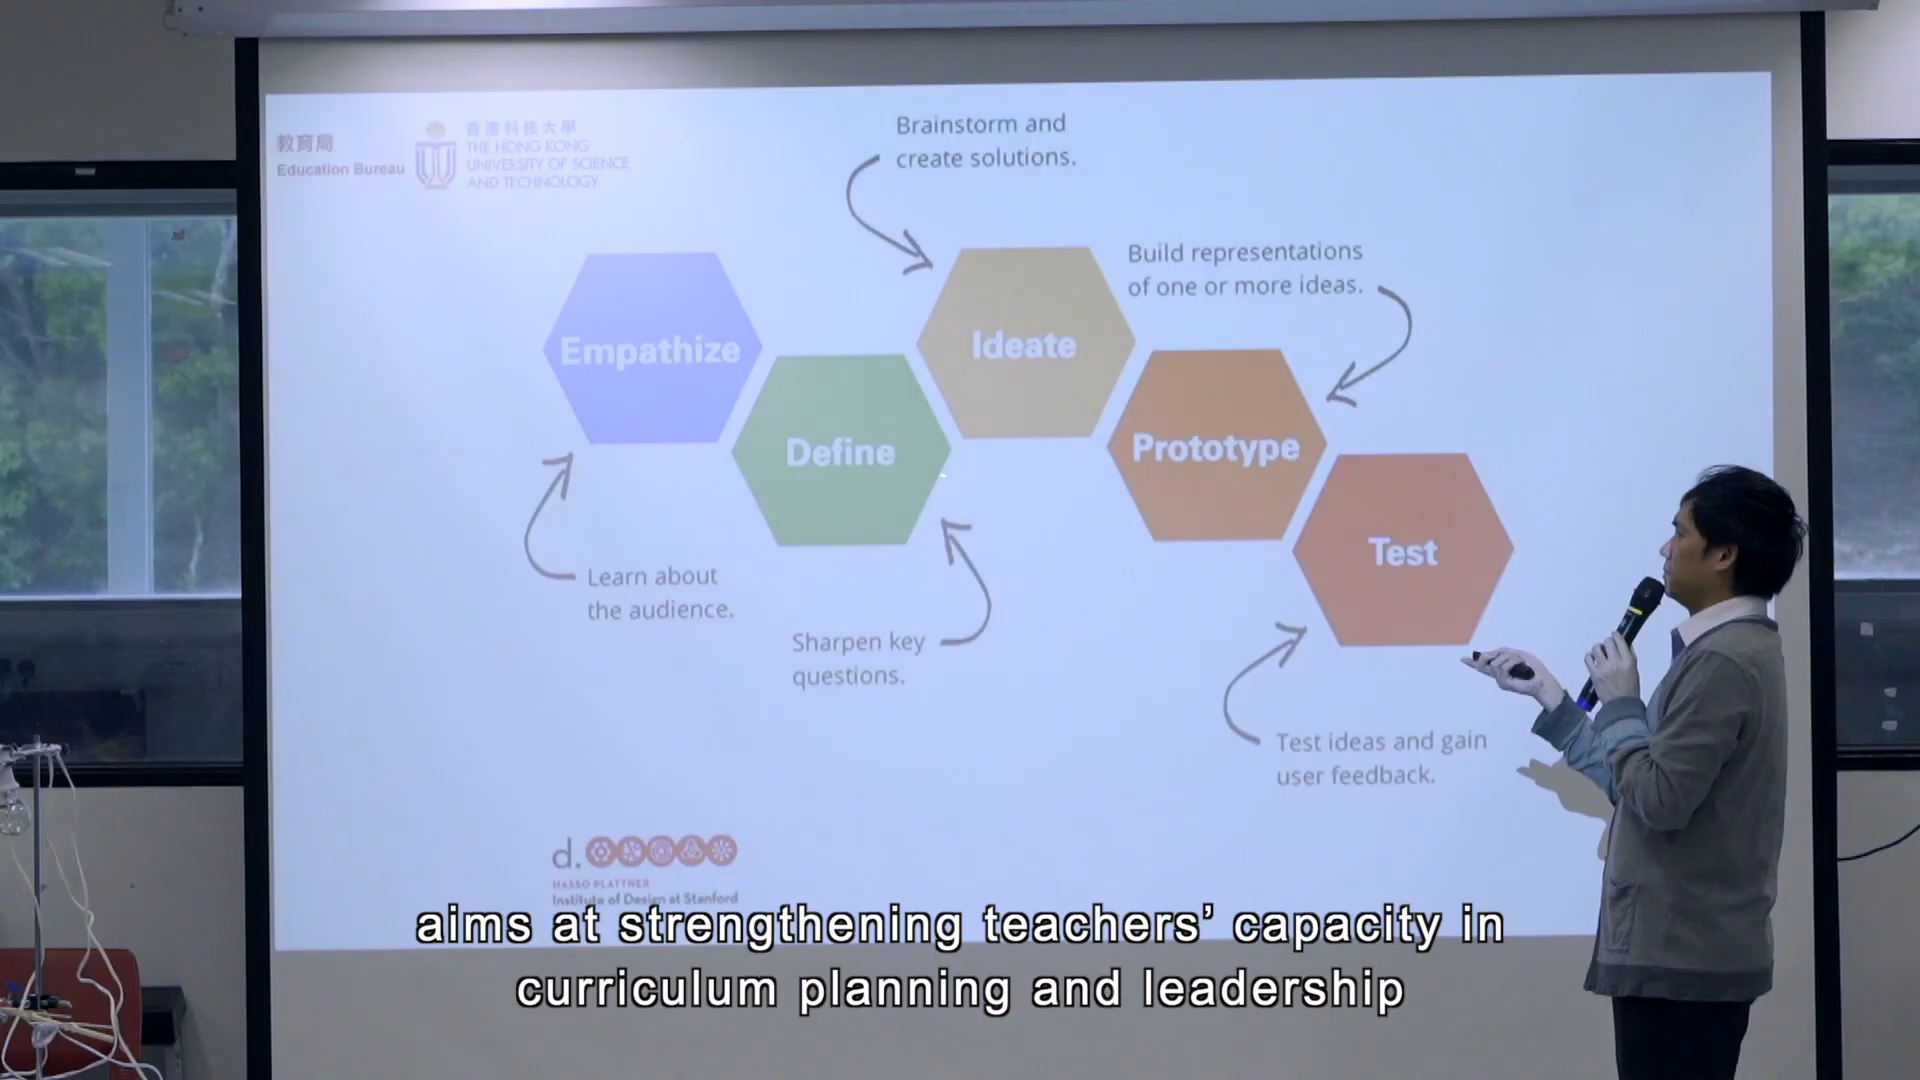 教育局
Education Bureau
香港科技大學
THE HONG KONG
UNIVERSITY OF SCIENCE
AND TECHNOLOGY
Brainstorm and
create solutions.
Build representations
of one or more ideas.
Empathize
Ideate
Define
Prototype
Test
Learn about
the audience.
Sharpen key
questions.
Test ideas and gain
user feedback.
d.
HASSO PLATTNER
Institute of Design at Stanford
aims at strengthening teachers’ capacity in
curriculum planning and leadership